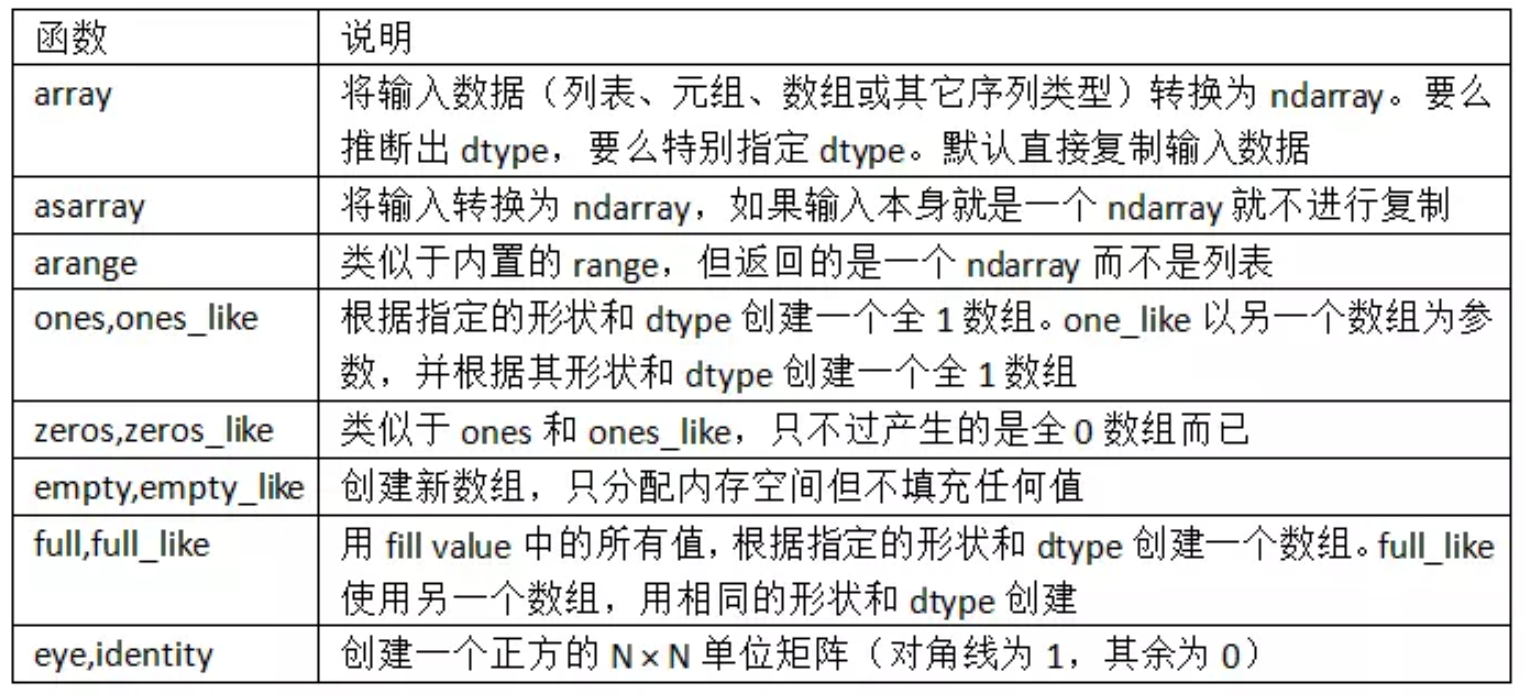 函数 说明
array 将输入数据（列表、元组、数组或其它序列类型）转换为 ndarray。要么
推断出 dtype，要么特别指定 dtype。默认直接复制输入数据
asarray 将输入转换为 ndarray，如果输入本身就是一个 ndarray 就不进行复制
arange 类似于内置的 range，但返回的是一个 ndarray 而不是列表
ones,ones_like 根据指定的形状和 dtype 创建一个全 1 数组。one_like 以另一个数组为参
数，并根据其形状和 dtype 创建一个全 1 数组
zeros,zeros_like 类似于 ones 和 ones_like，只不过产生的是全 0 数组而已
empty,empty_like 创建新数组，只分配内存空间但不填充任何值
full,full_like 用 fill value 中的所有值，根据指定的形状和 dtype 创建一个数组。full_like
使用另一个数组，用相同的形状和 dtype 创建
eye,identity 创建一个正方的 N×N 单位矩阵（对角线为 1，其余为 0）